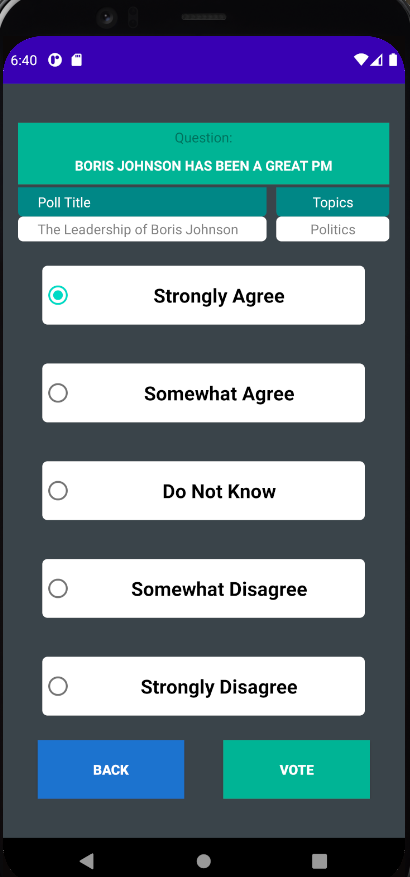 6:40
Question:
BORIS JOHNSON HAS BEEN A GREAT PM
Poll Title Topics
The Leadership of Boris Johnson Politics
Strongly Agree
Somewhat Agree
Do Not Know
Somewhat Disagree
Strongly Disagree
BACK VOTE